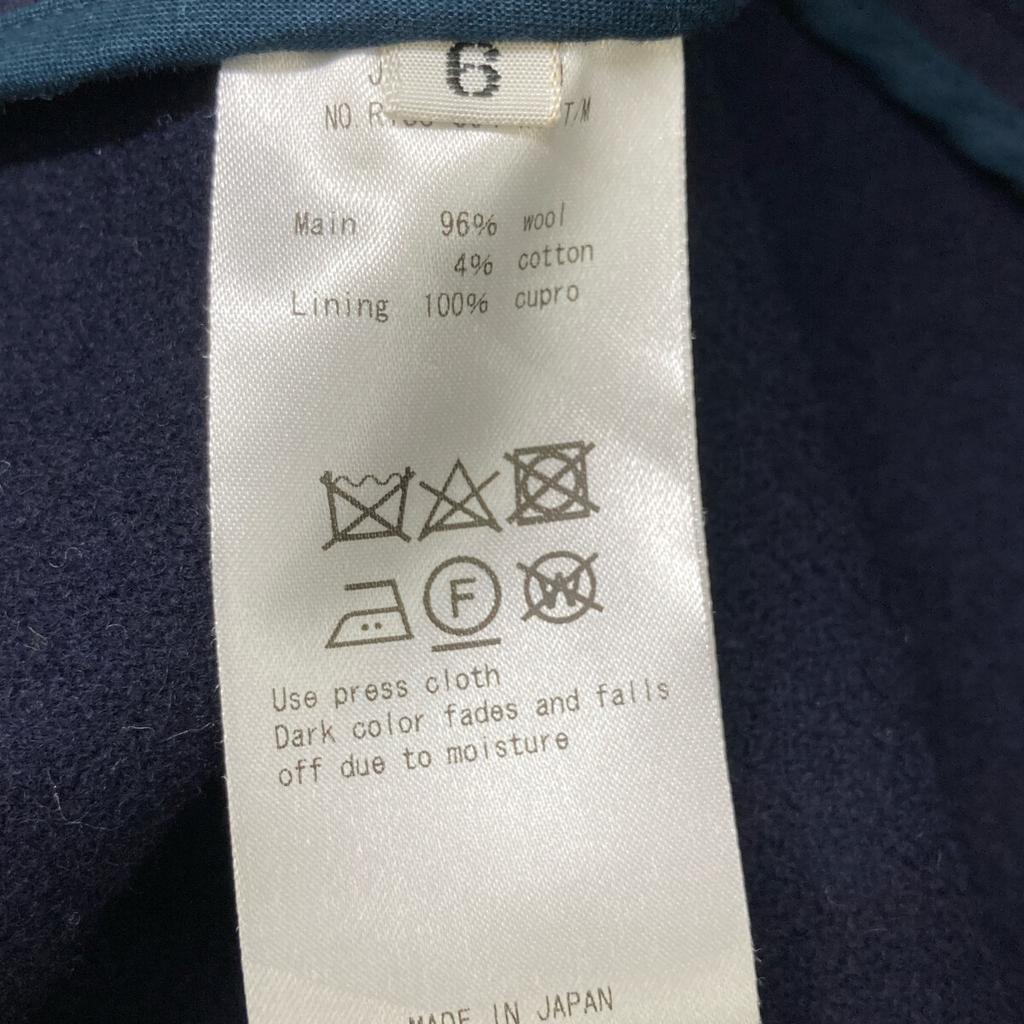 6
NO.
T/M
Main 96% wool
4% cotton
Lining 100% cupro
F W
Use press cloth
Dark color fades and falls
off due to moisture
MADE IN JAPAN